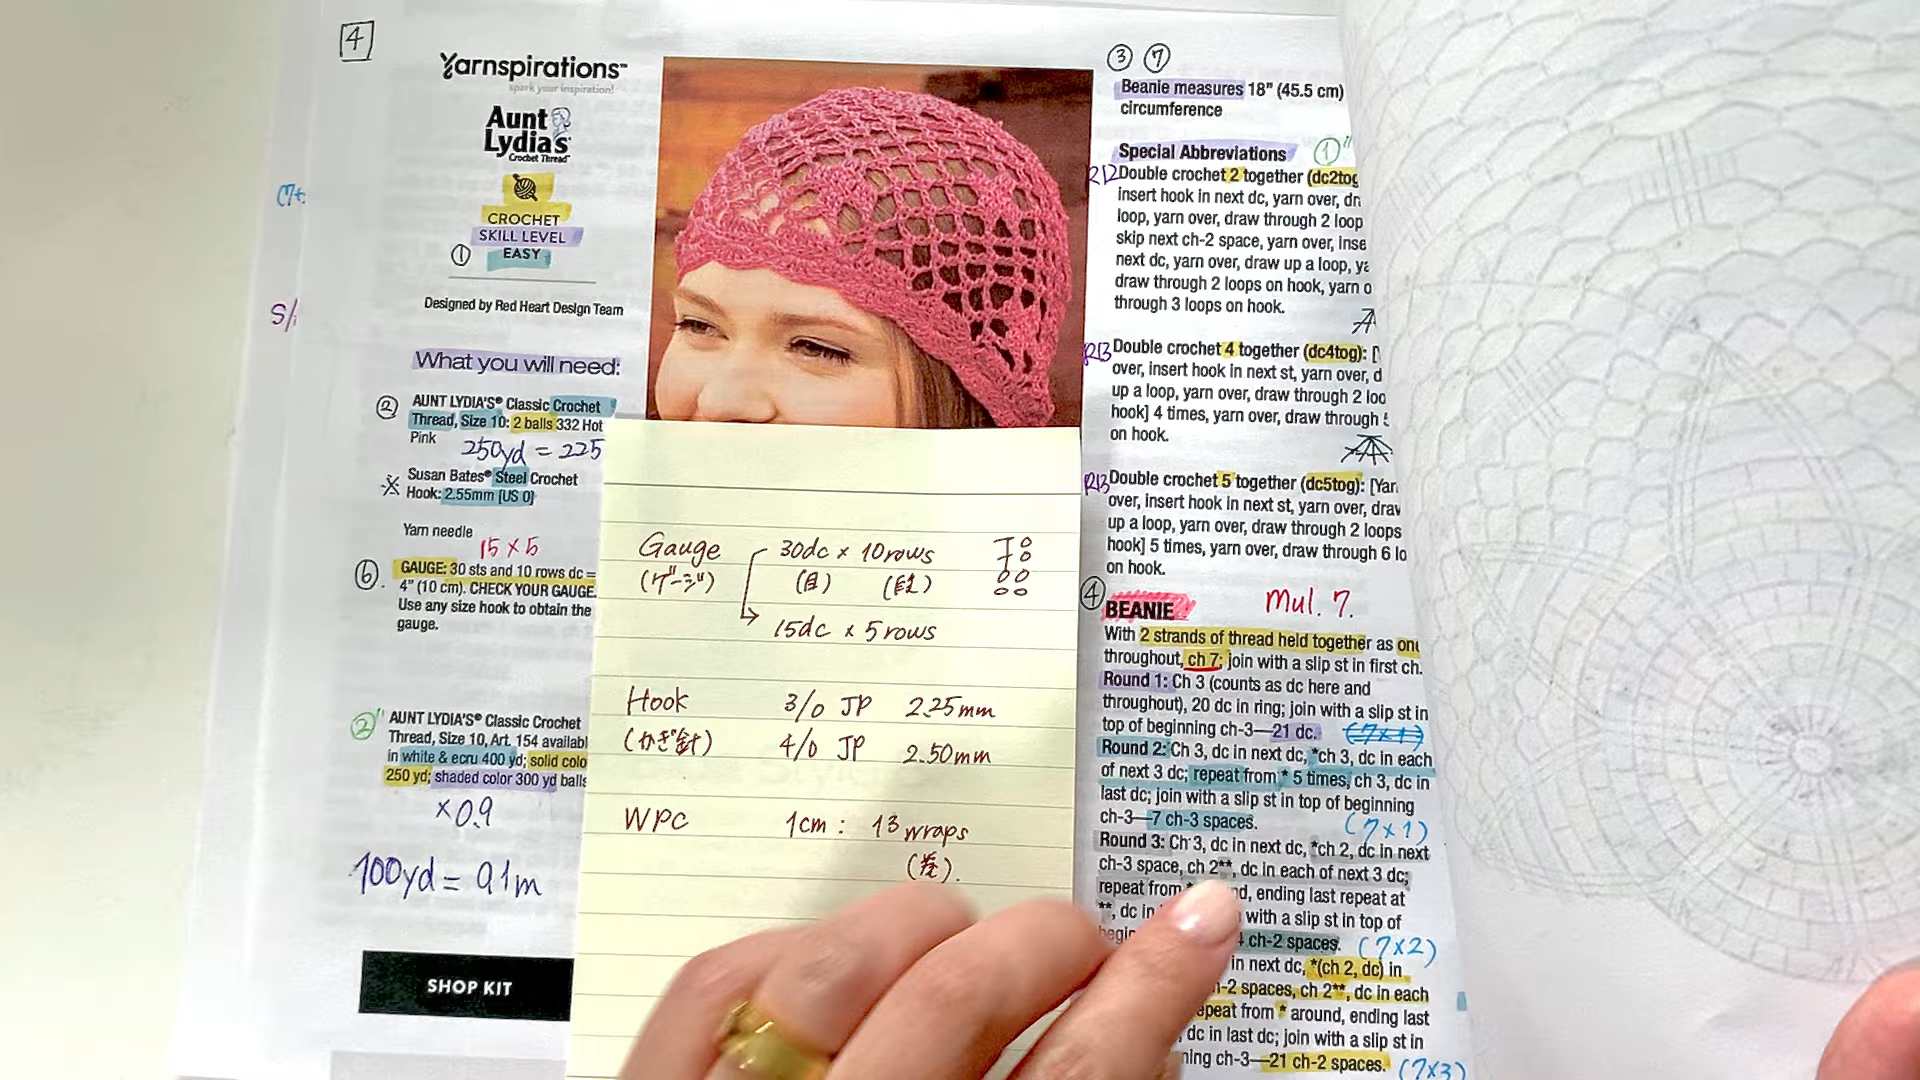 4
Yarnspirations™
spark your inspiration!
Aunt
Lydia's®
Crochet Thread™
CROCHET
SKILL LEVEL
① EASY
Designed by Red Heart Design Team
What you will need:
② AUNT LYDIA'S® Classic Crochet
Thread, Size 10: 2 balls 332 Hot
Pink
250yd = 225
Susan Bates® Steel Crochet
※ Hook: 2.55mm [US 0]
Yarn needle
15 × 5
⑥. GAUGE: 30 sts and 10 rows dc =
4" (10 cm). CHECK YOUR GAUGE.
Use any size hook to obtain the
gauge.
②" AUNT LYDIA'S® Classic Crochet
Thread, Size 10, Art. 154 availabl
in white & ecru 400 yd; solid colo
250 yd; shaded color 300 yd balls
×0.9
100yd = 91m
SHOP KIT
(7+
S/
Gauge 30dc × 10rows
(ゲージ) (目) (段)
15dc × 5rows
Hook 3/0 JP 2.25mm
(かぎ針) 4/0 JP 2.50mm
WPC 1cm : 13 wraps
(巻).
③ ⑦
Beanie measures 18" (45.5 cm)
circumference
Special Abbreviations ①"
R12 Double crochet 2 together (dc2tog
insert hook in next dc, yarn over, dr
loop, yarn over, draw through 2 loop
skip next ch-2 space, yarn over, inse
next dc, yarn over, draw up a loop, ya
draw through 2 loops on hook, yarn o
through 3 loops on hook.
R13 Double crochet 4 together (dc4tog): [
over, insert hook in next st, yarn over, d
up a loop, yarn over, draw through 2 loo
hook] 4 times, yarn over, draw through 5
on hook.
R13 Double crochet 5 together (dc5tog): [Yar
over, insert hook in next st, yarn over, draw
up a loop, yarn over, draw through 2 loops
hook] 5 times, yarn over, draw through 6 lo
on hook.
④ BEANIE Mul. 7.
With 2 strands of thread held together as one
throughout, ch 7; join with a slip st in first ch.
Round 1: Ch 3 (counts as dc here and
throughout), 20 dc in ring; join with a slip st in
top of beginning ch-3—21 dc. (7×1)
Round 2: Ch 3, dc in next dc, *ch 3, dc in each
of next 3 dc; repeat from * 5 times; ch 3, dc in
last dc; join with a slip st in top of beginning
ch-3—7 ch-3 spaces. (7×1)
Round 3: Ch 3, dc in next dc, *ch 2, dc in next
ch-3 space, ch 2**, dc in each of next 3 dc;
repeat from nd, ending last repeat at
**, dc in with a slip st in top of
begin 4 ch-2 spaces. (7×2)
in next dc, *(ch 2, dc) in
-2 spaces, ch 2**, dc in each
epeat from * around, ending last
, dc in last dc; join with a slip st in
ning ch-3—21 ch-2 spaces. (7×3)